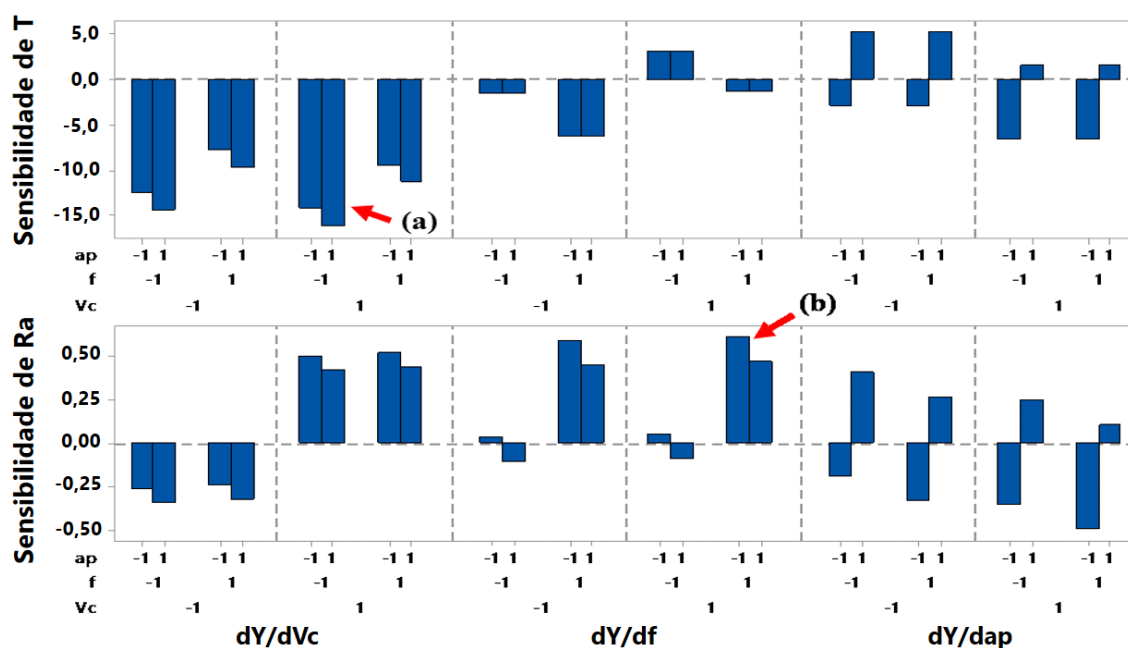 Sensibilidade de T
5,0
0,0
-5,0
-10,0
-15,0
(a)
ap -1 1 -1 1 -1 1 -1 1 -1 1 -1 1 -1 1 -1 1 -1 1 -1 1 -1 1 -1 1
f -1 1 -1 1 -1 1 -1 1 -1 1 -1 1
Vc -1 1 -1 1 -1 1
(b)
Sensibilidade de Ra
0,50
0,25
0,00
-0,25
-0,50
ap -1 1 -1 1 -1 1 -1 1 -1 1 -1 1 -1 1 -1 1 -1 1 -1 1 -1 1 -1 1
f -1 1 -1 1 -1 1 -1 1 -1 1 -1 1
Vc -1 1 -1 1 -1 1
dY/dVc dY/df dY/dap